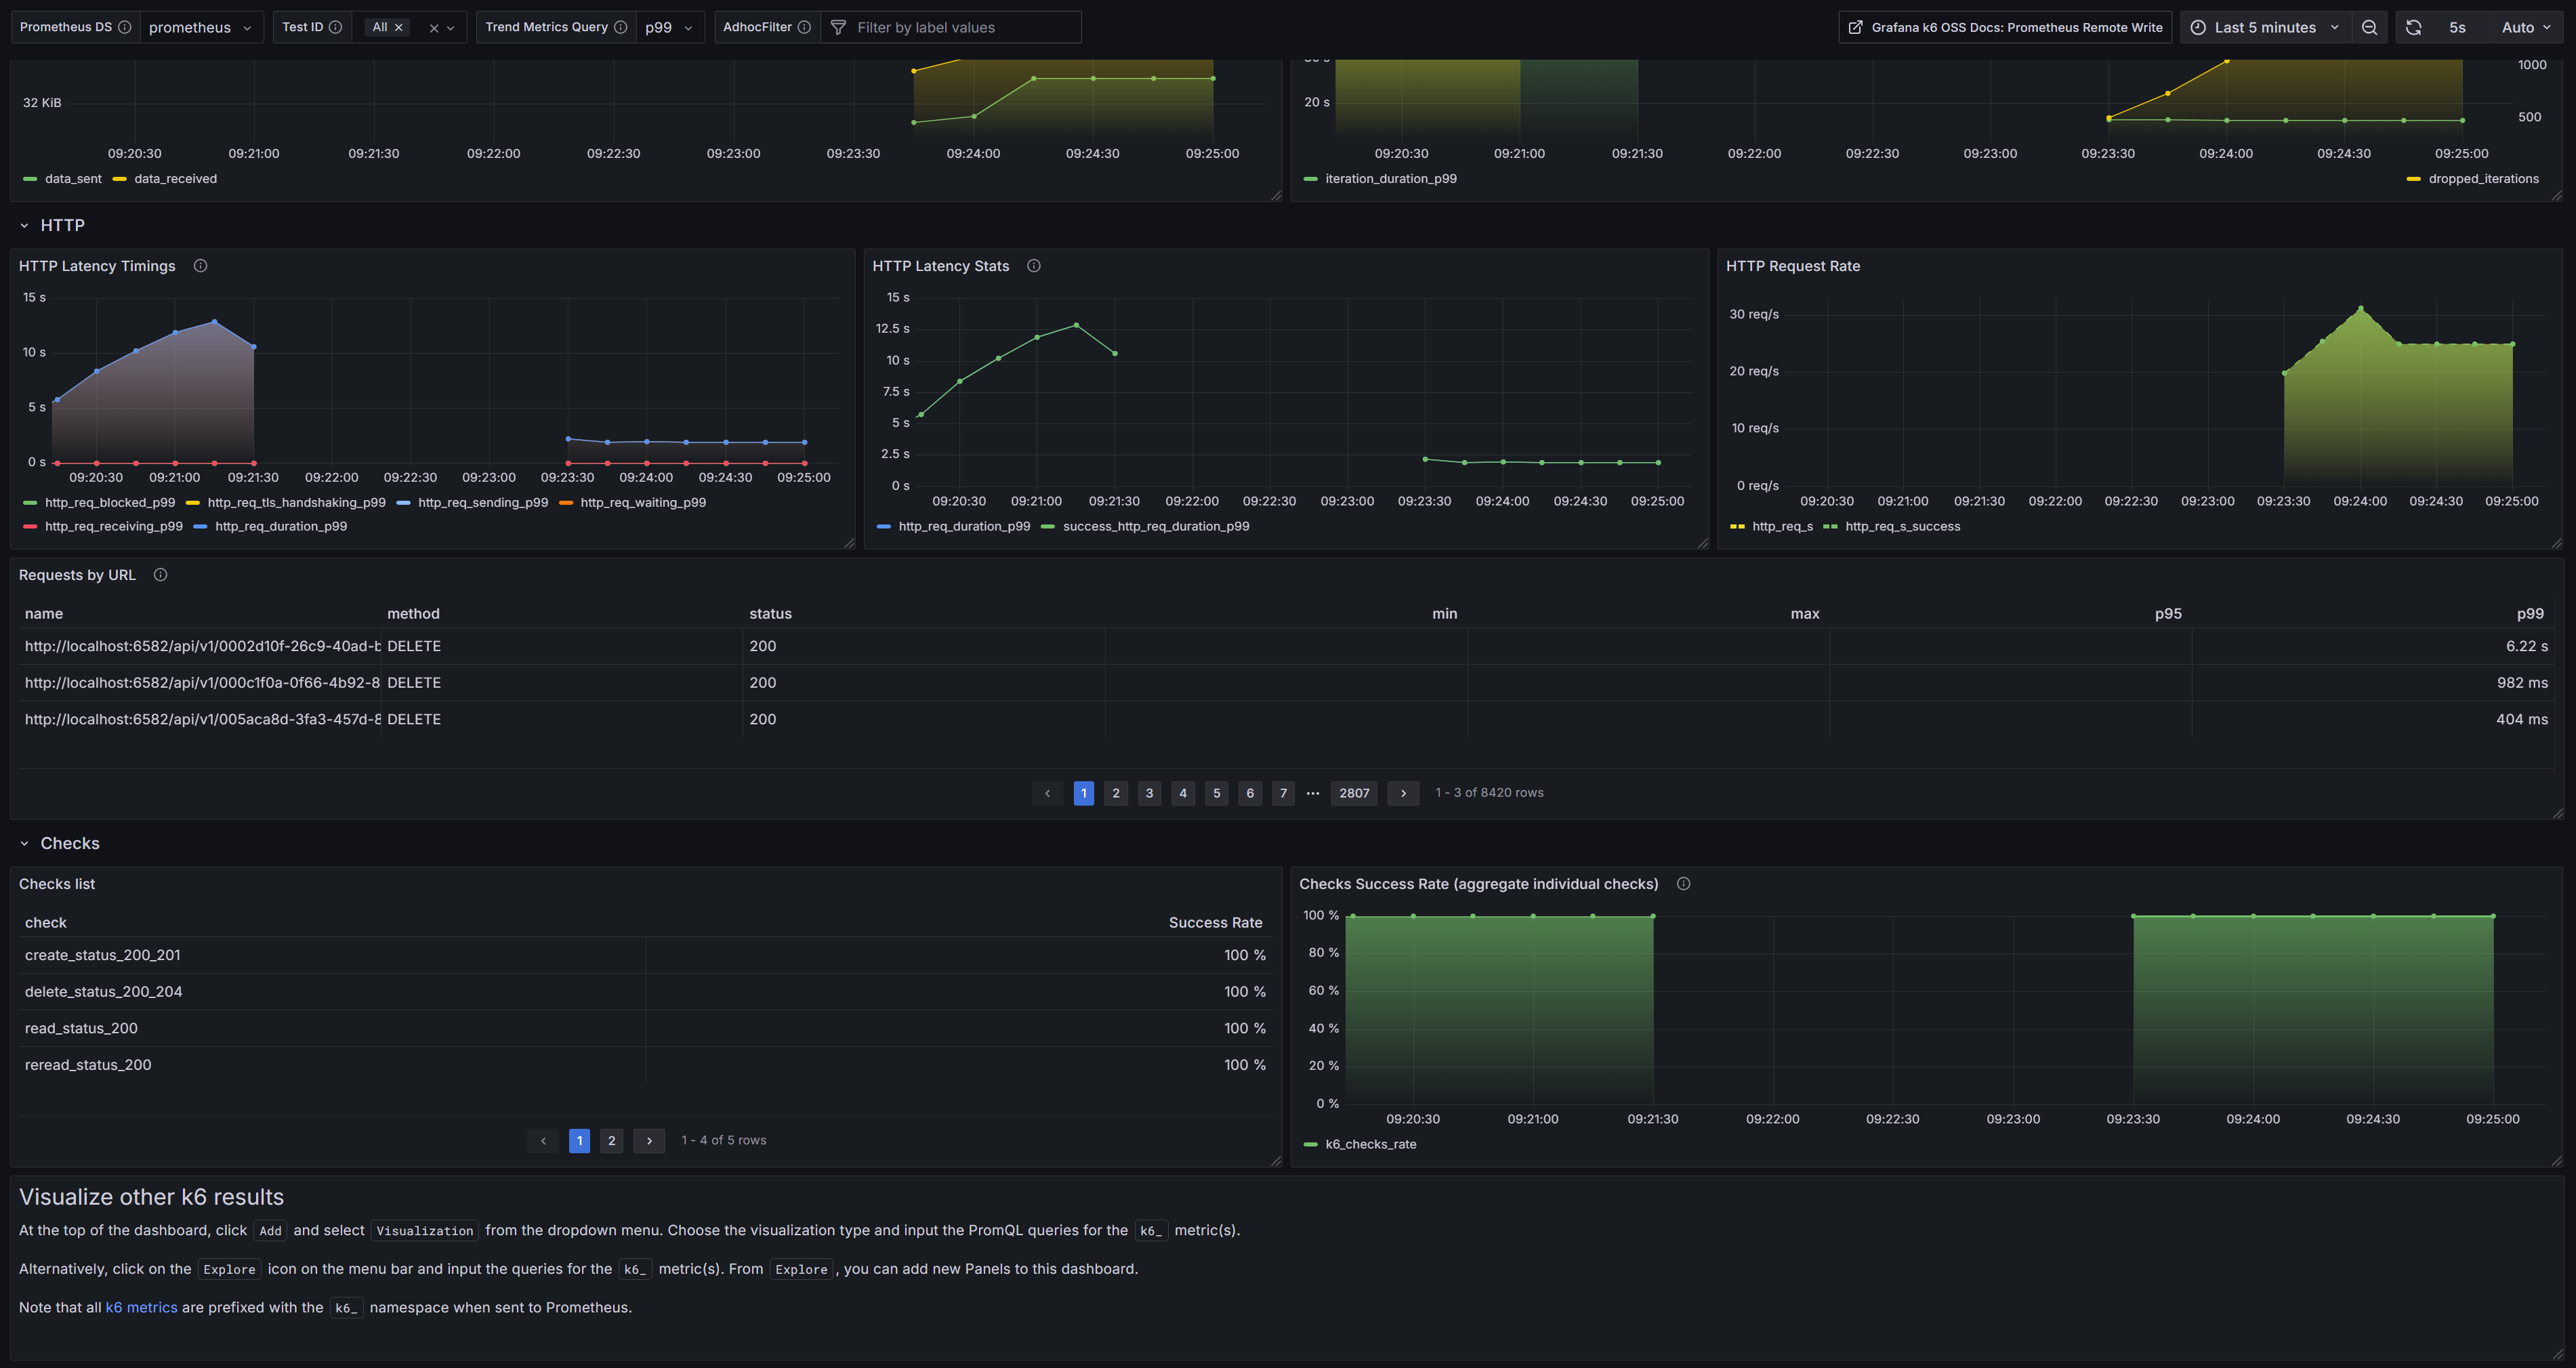 Prometheus DS prometheus Test ID All Trend Metrics Query p99 AdhocFilter Filter by label values Grafana k6 OSS Docs: Prometheus Remote Write Last 5 minutes 5s Auto
32 KiB
09:20:30 09:21:00 09:21:30 09:22:00 09:22:30 09:23:00 09:23:30 09:24:00 09:24:30 09:25:00
data_sent data_received
1000
20 s
500
09:20:30 09:21:00 09:21:30 09:22:00 09:22:30 09:23:00 09:23:30 09:24:00 09:24:30 09:25:00
iteration_duration_p99 dropped_iterations
HTTP
HTTP Latency Timings
15 s
10 s
5 s
0 s
09:20:30 09:21:00 09:21:30 09:22:00 09:22:30 09:23:00 09:23:30 09:24:00 09:24:30 09:25:00
http_req_blocked_p99 http_req_tls_handshaking_p99 http_req_sending_p99 http_req_waiting_p99
http_req_receiving_p99 http_req_duration_p99
HTTP Latency Stats
15 s
12.5 s
10 s
7.5 s
5 s
2.5 s
0 s
09:20:30 09:21:00 09:21:30 09:22:00 09:22:30 09:23:00 09:23:30 09:24:00 09:24:30 09:25:00
http_req_duration_p99 success_http_req_duration_p99
HTTP Request Rate
30 req/s
20 req/s
10 req/s
0 req/s
09:20:30 09:21:00 09:21:30 09:22:00 09:22:30 09:23:00 09:23:30 09:24:00 09:24:30 09:25:00
http_req_s http_req_s_success
Requests by URL
name method status min max p95 p99
http://localhost:6582/api/v1/0002d10f-26c9-40ad-b DELETE 200 6.22 s
http://localhost:6582/api/v1/000c1f0a-0f66-4b92-8 DELETE 200 982 ms
http://localhost:6582/api/v1/005aca8d-3fa3-457d-8 DELETE 200 404 ms
1 2 3 4 5 6 7 ... 2807 1 - 3 of 8420 rows
Checks
Checks list
check Success Rate
create_status_200_201 100 %
delete_status_200_204 100 %
read_status_200 100 %
reread_status_200 100 %
1 2 1 - 4 of 5 rows
Checks Success Rate (aggregate individual checks)
100 %
80 %
60 %
40 %
20 %
0 %
09:20:30 09:21:00 09:21:30 09:22:00 09:22:30 09:23:00 09:23:30 09:24:00 09:24:30 09:25:00
k6_checks_rate
Visualize other k6 results
At the top of the dashboard, click Add and select Visualization from the dropdown menu. Choose the visualization type and input the PromQL queries for the k6_ metric(s).
Alternatively, click on the Explore icon on the menu bar and input the queries for the k6_ metric(s). From Explore, you can add new Panels to this dashboard.
Note that all k6 metrics are prefixed with the k6_ namespace when sent to Prometheus.